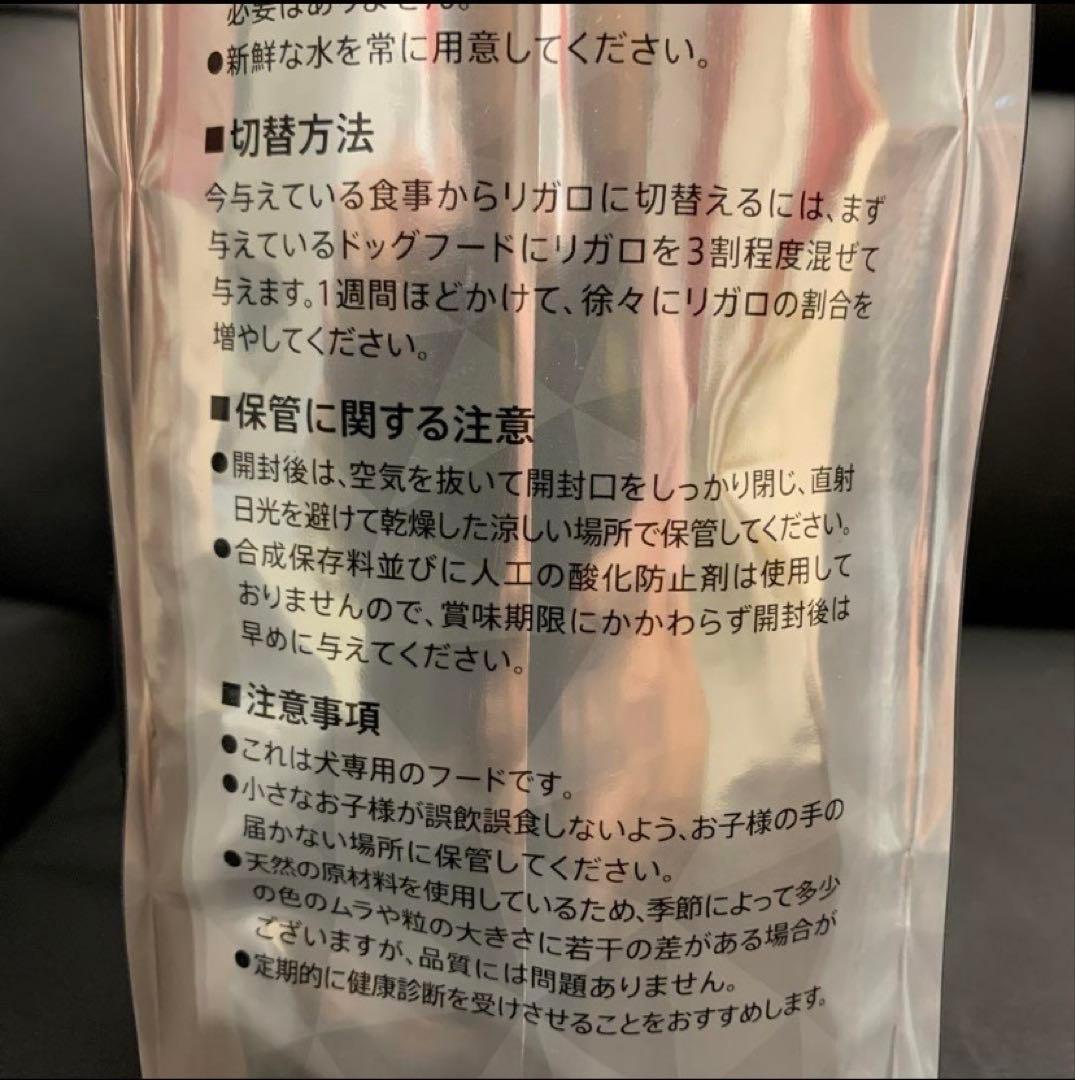 必要はありません。
●新鮮な水を常に用意してください。
■切替方法
今与えている食事からリガロに切替えるには、まず
与えているドッグフードにリガロを3割程度混ぜて
与えます。1週間ほどかけて、徐々にリガロの割合を
増やしてください。
■保管に関する注意
●開封後は、空気を抜いて開封口をしっかり閉じ、直射
日光を避けて乾燥した涼しい場所で保管してください。
●合成保存料並びに人工の酸化防止剤は使用して
おりませんので、賞味期限にかかわらず開封後は
早めに与えてください。
■注意事項
●これは犬専用のフードです。
●小さなお子様が誤飲誤食しないよう、お子様の手の
届かない場所に保管してください。
●天然の原材料を使用しているため、季節によって多少
の色のムラや粒の大きさに若干の差がある場合が
ございますが、品質には問題ありません。
●定期的に健康診断を受けさせることをおすすめします。